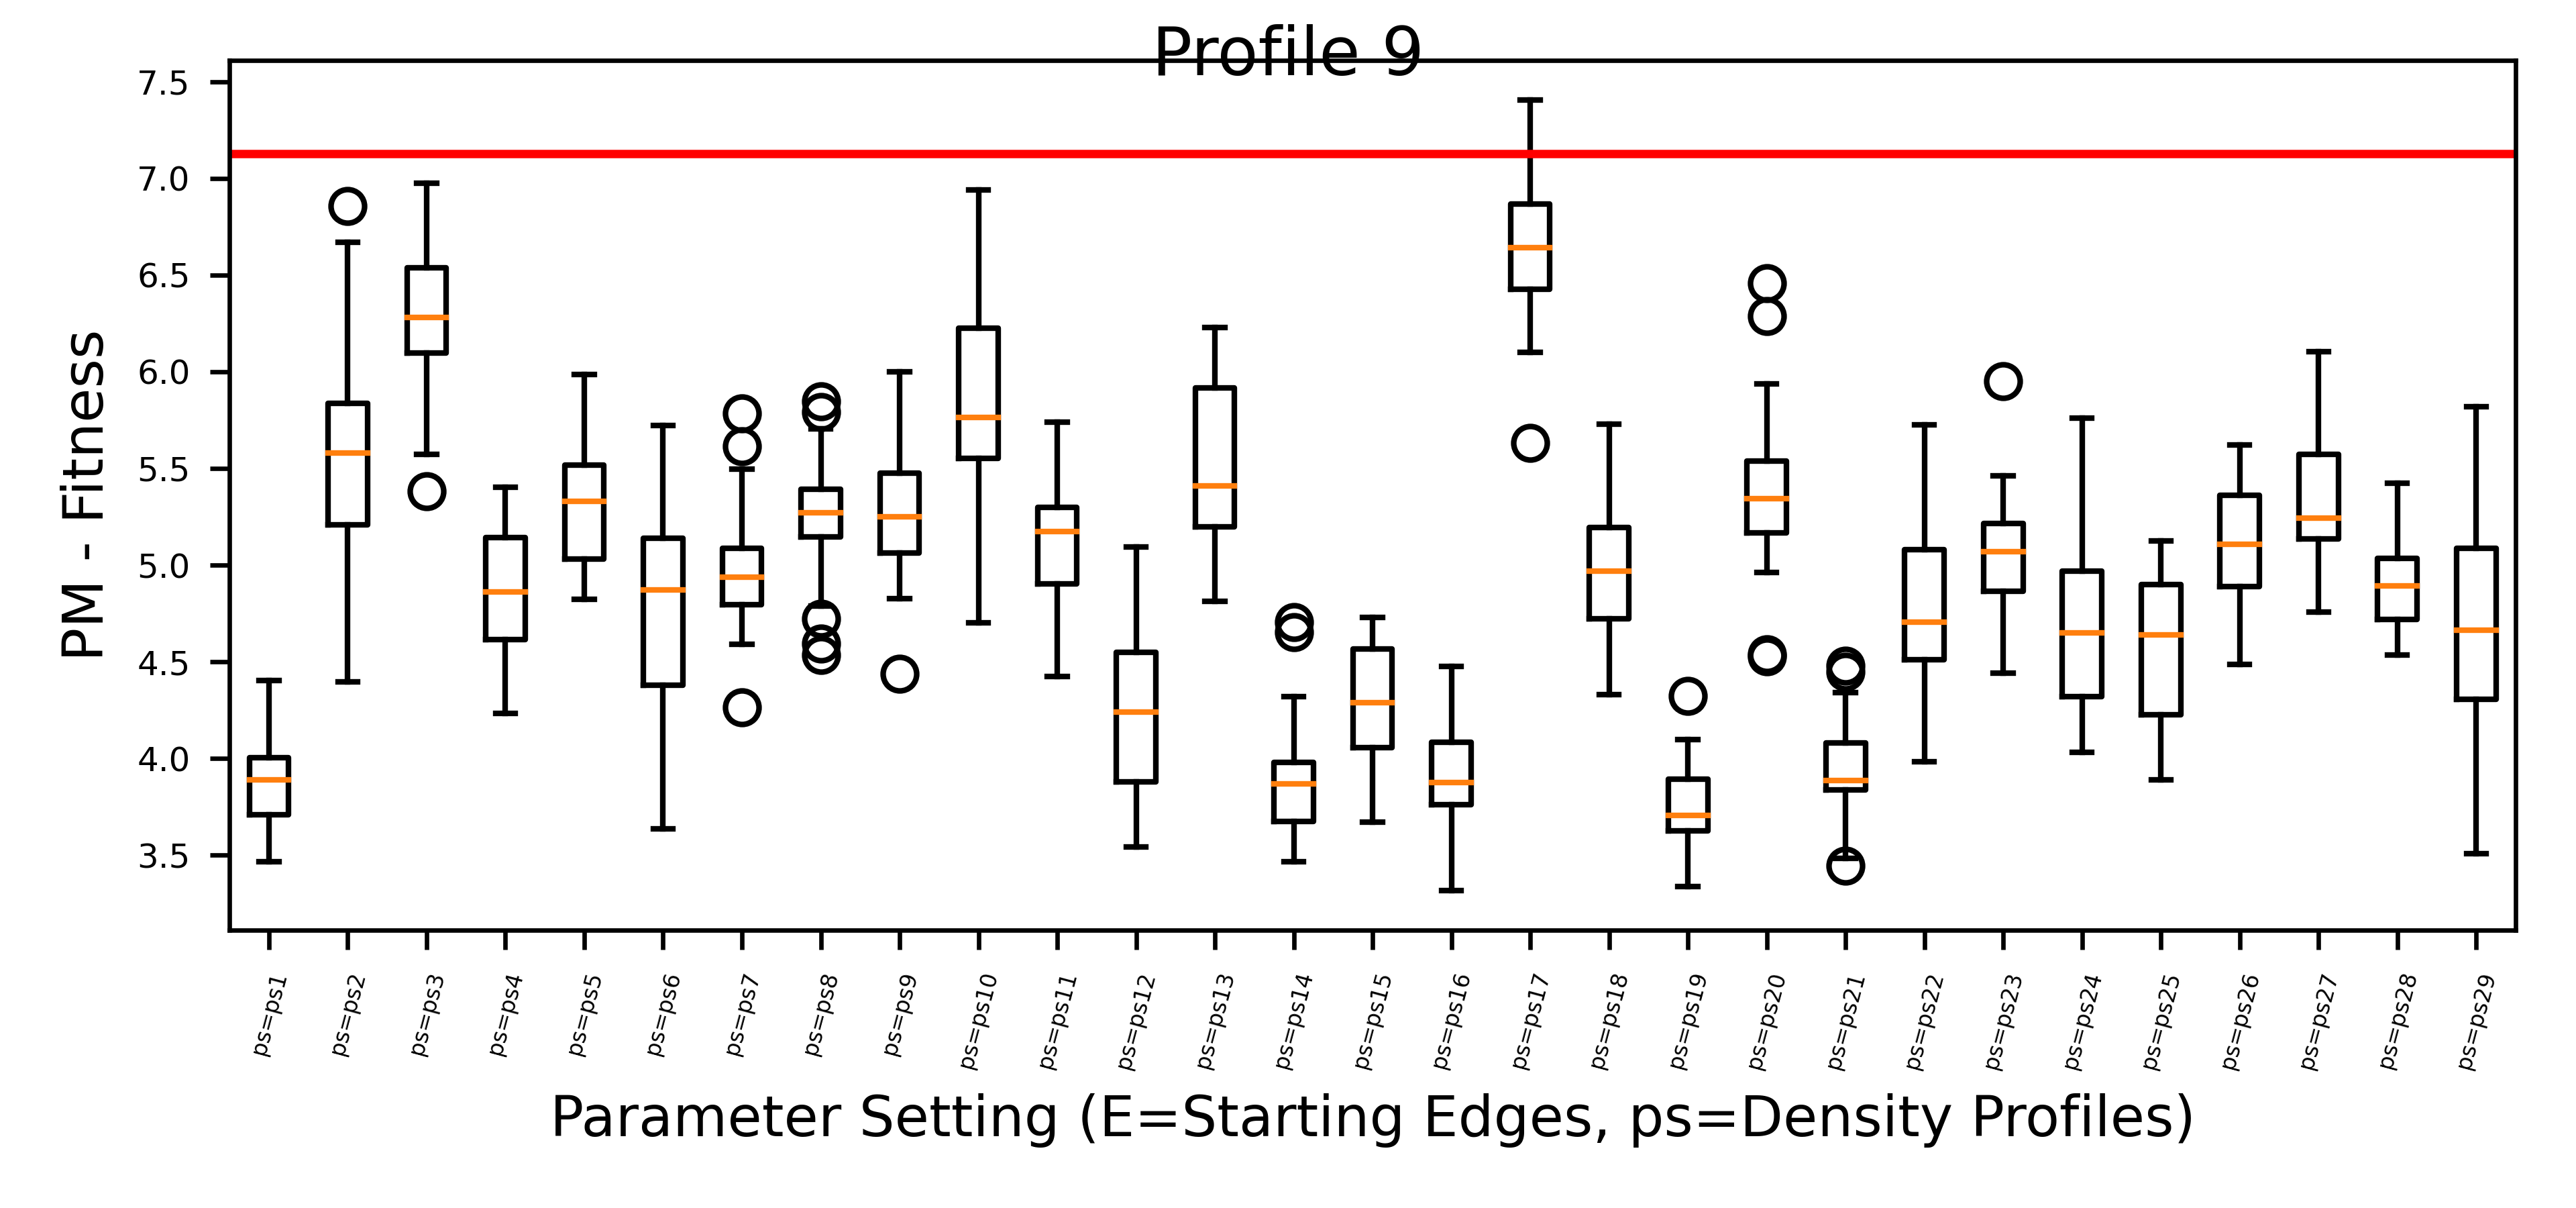 Profile 9
7.5
7.0
6.5
6.0
5.5
5.0
4.5
4.0
3.5
PM - Fitness
ps=ps1
ps=ps2
ps=ps3
ps=ps4
ps=ps5
ps=ps6
ps=ps7
ps=ps8
ps=ps9
ps=ps10
ps=ps11
ps=ps12
ps=ps13
ps=ps14
ps=ps15
ps=ps16
ps=ps17
ps=ps18
ps=ps19
ps=ps20
ps=ps21
ps=ps22
ps=ps23
ps=ps24
ps=ps25
ps=ps26
ps=ps27
ps=ps28
ps=ps29
Parameter Setting (E=Starting Edges, ps=Density Profiles)